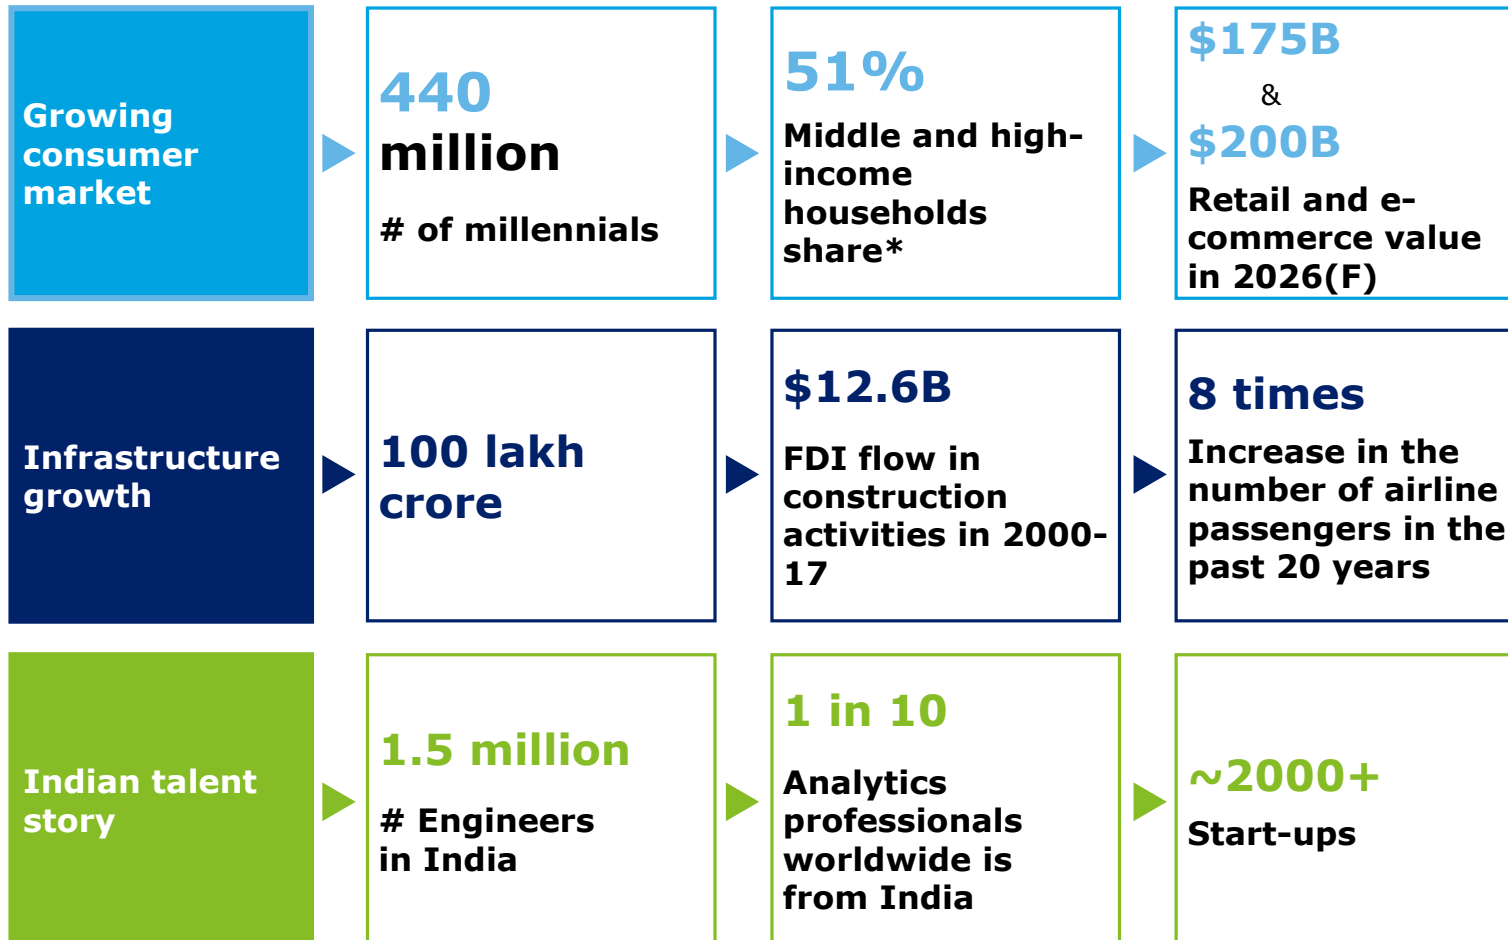 Growing
consumer
market
440
million
# of millennials
51%
Middle and high-
income
households
share*
$175B
&
$200B
Retail and e-
commerce value
in 2026(F)
Infrastructure
growth
100 lakh
crore
$12.6B
FDI flow in
construction
activities in 2000-
17
8 times
Increase in the
number of airline
passengers in the
past 20 years
Indian talent
story
1.5 million
# Engineers
in India
1 in 10
Analytics
professionals
worldwide is
from India
~2000+
Start-ups